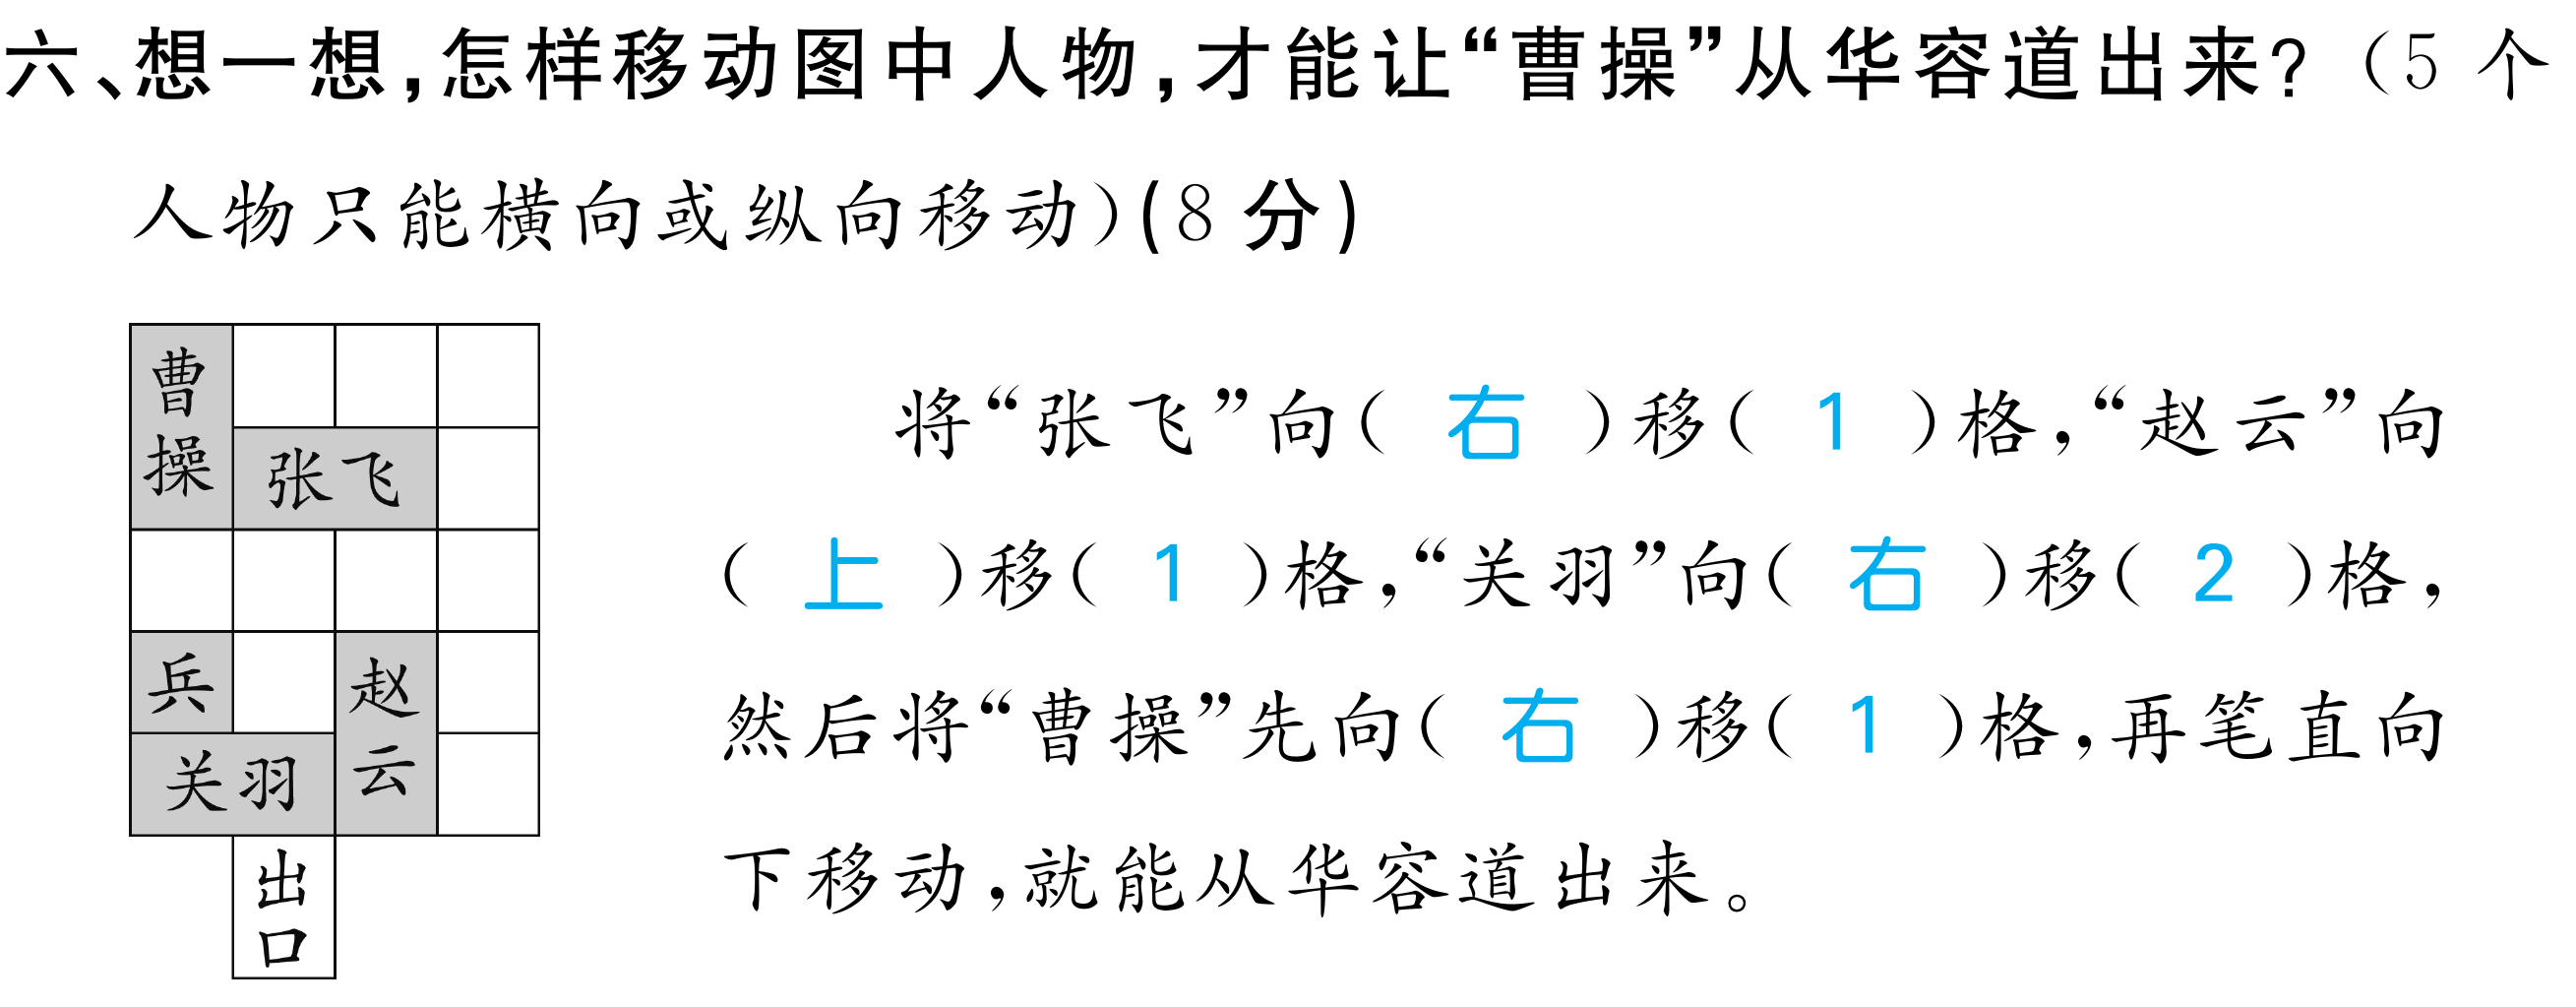 六、想一想,怎样移动图中人物,才能让“曹操”从华容道出来?(5 个
人物只能横向或纵向移动)(8 分)
曹操
张飞
兵
赵云
关羽
出口
将“张飞”向( 右 )移( 1 )格,“赵云”向
( 上 )移( 1 )格,“关羽”向( 右 )移( 2 )格,
然后将“曹操”先向( 右 )移( 1 )格,再笔直向
下移动,就能从华容道出来。